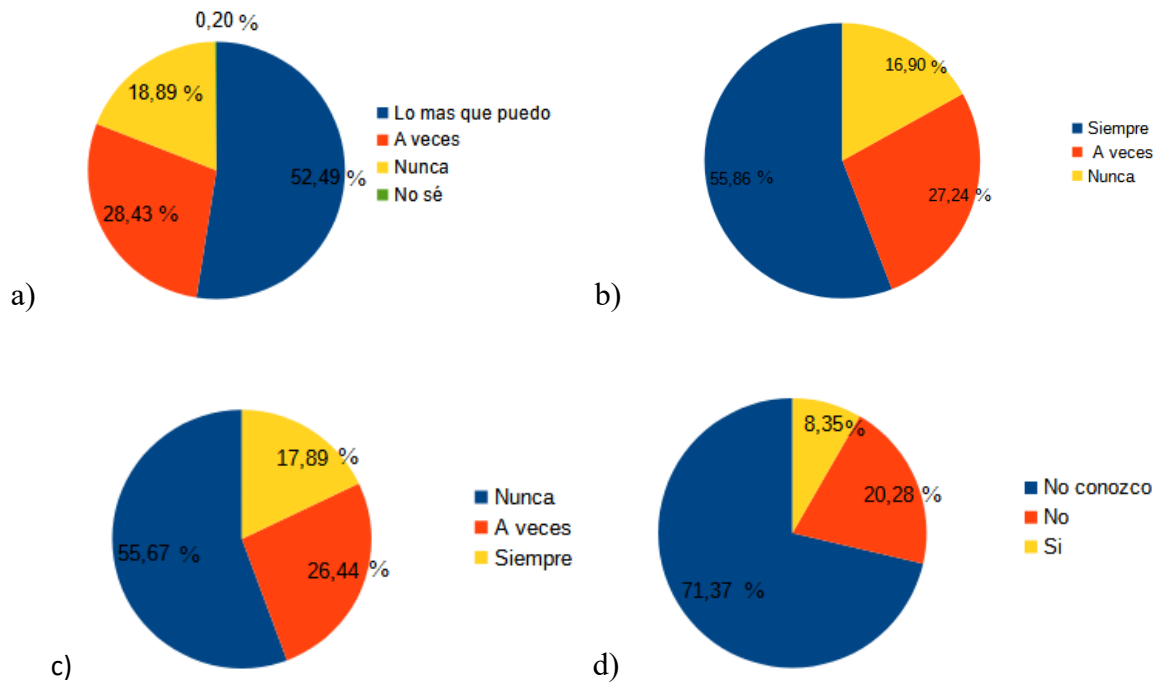 0,20 %
18,89 %
52,49 %
28,43 %
Lo mas que puedo
A veces
Nunca
No sé
a)
16,90 %
55,86 %
27,24 %
Siempre
A veces
Nunca
b)
17,89 %
55,67 %
26,44 %
Nunca
A veces
Siempre
c)
8,35%
20,28 %
71,37 %
No conozco
No
Si
d)